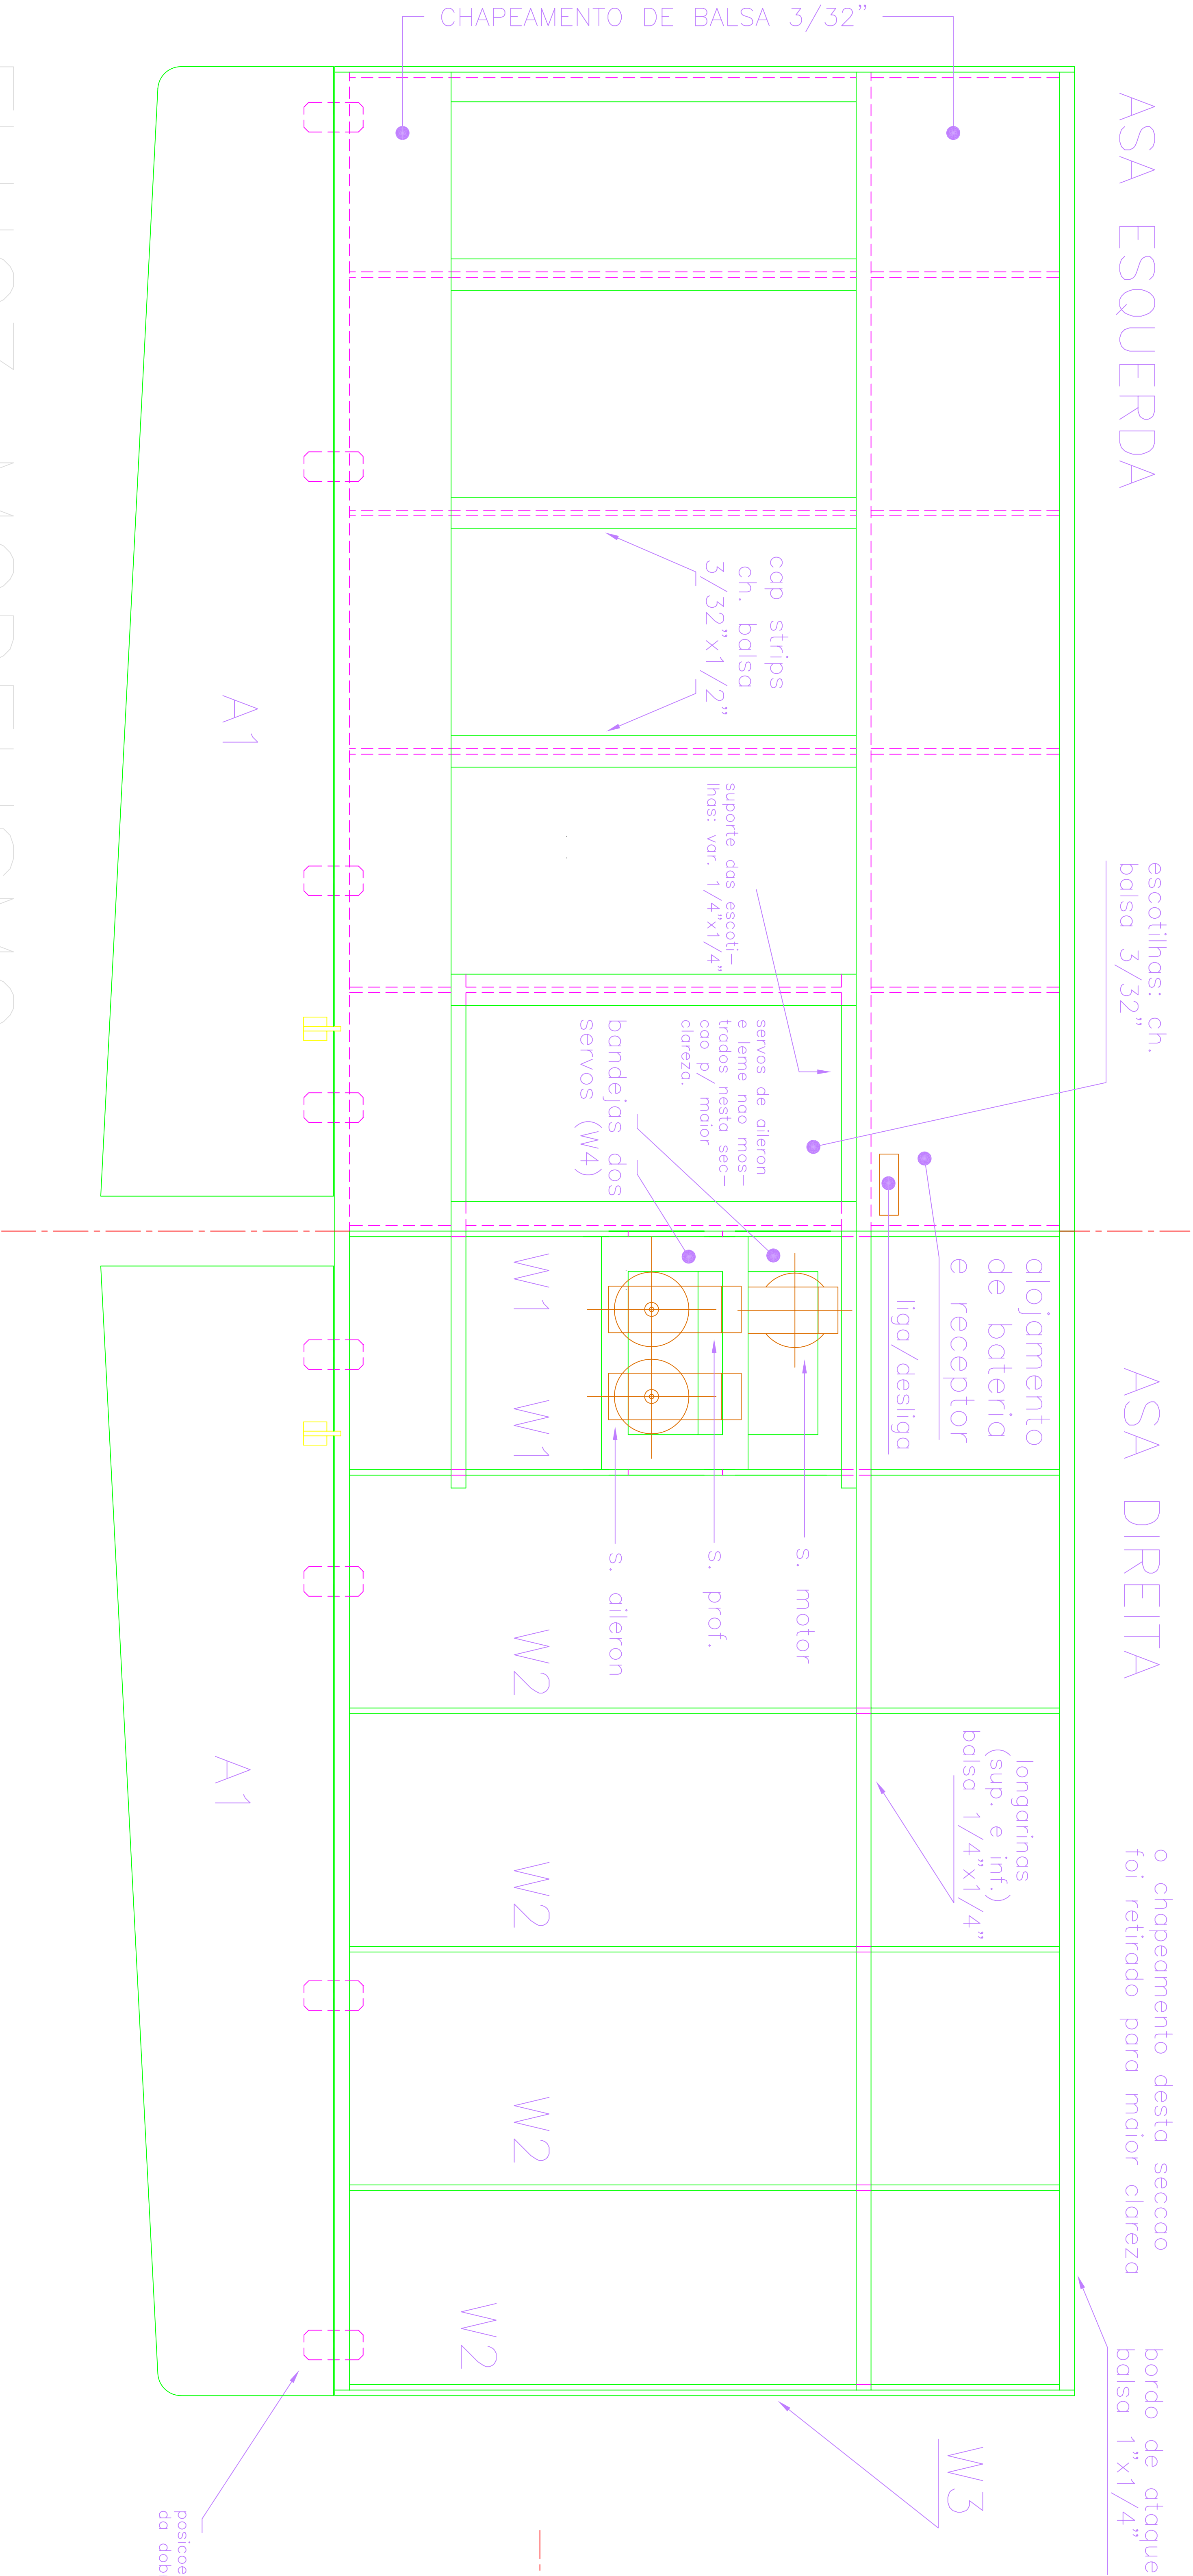 CHAPEAMENTO DE BALSA 3/32”
ASA ESQUERDA
ASA DIREITA
o chapeamento desta seccao
foi retirado para maior clareza
bordo de ataque
balsa 1”x1/4”
escotilhas: ch.
balsa 3/32”
alojamento
de bateria
e receptor
liga/desliga
longarinas
(sup. e inf.)
balsa 1/4”x1/4”
W3
cap strips
ch. balsa
3/32”x1/2”
suporte das escoti-
lhas: var. 1/4”x1/4”
servos de aileron
e leme nao mos-
trados nesta sec-
cao p/ maior
clareza.
bandejas dos
servos (W4)
s. motor
s. prof.
s. aileron
W1
W1
W2
W2
W2
W2
A1
A1
da